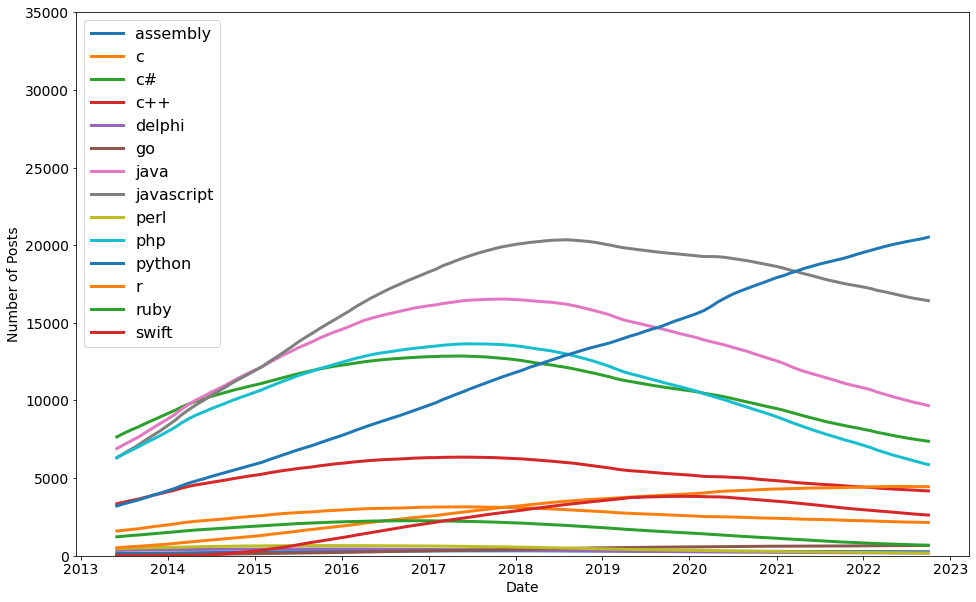 35000
30000
25000
20000
15000
10000
5000
0
Number of Posts
assembly
c
c#
c++
delphi
go
java
javascript
perl
php
python
r
ruby
swift
2013 2014 2015 2016 2017 2018 2019 2020 2021 2022 2023
Date